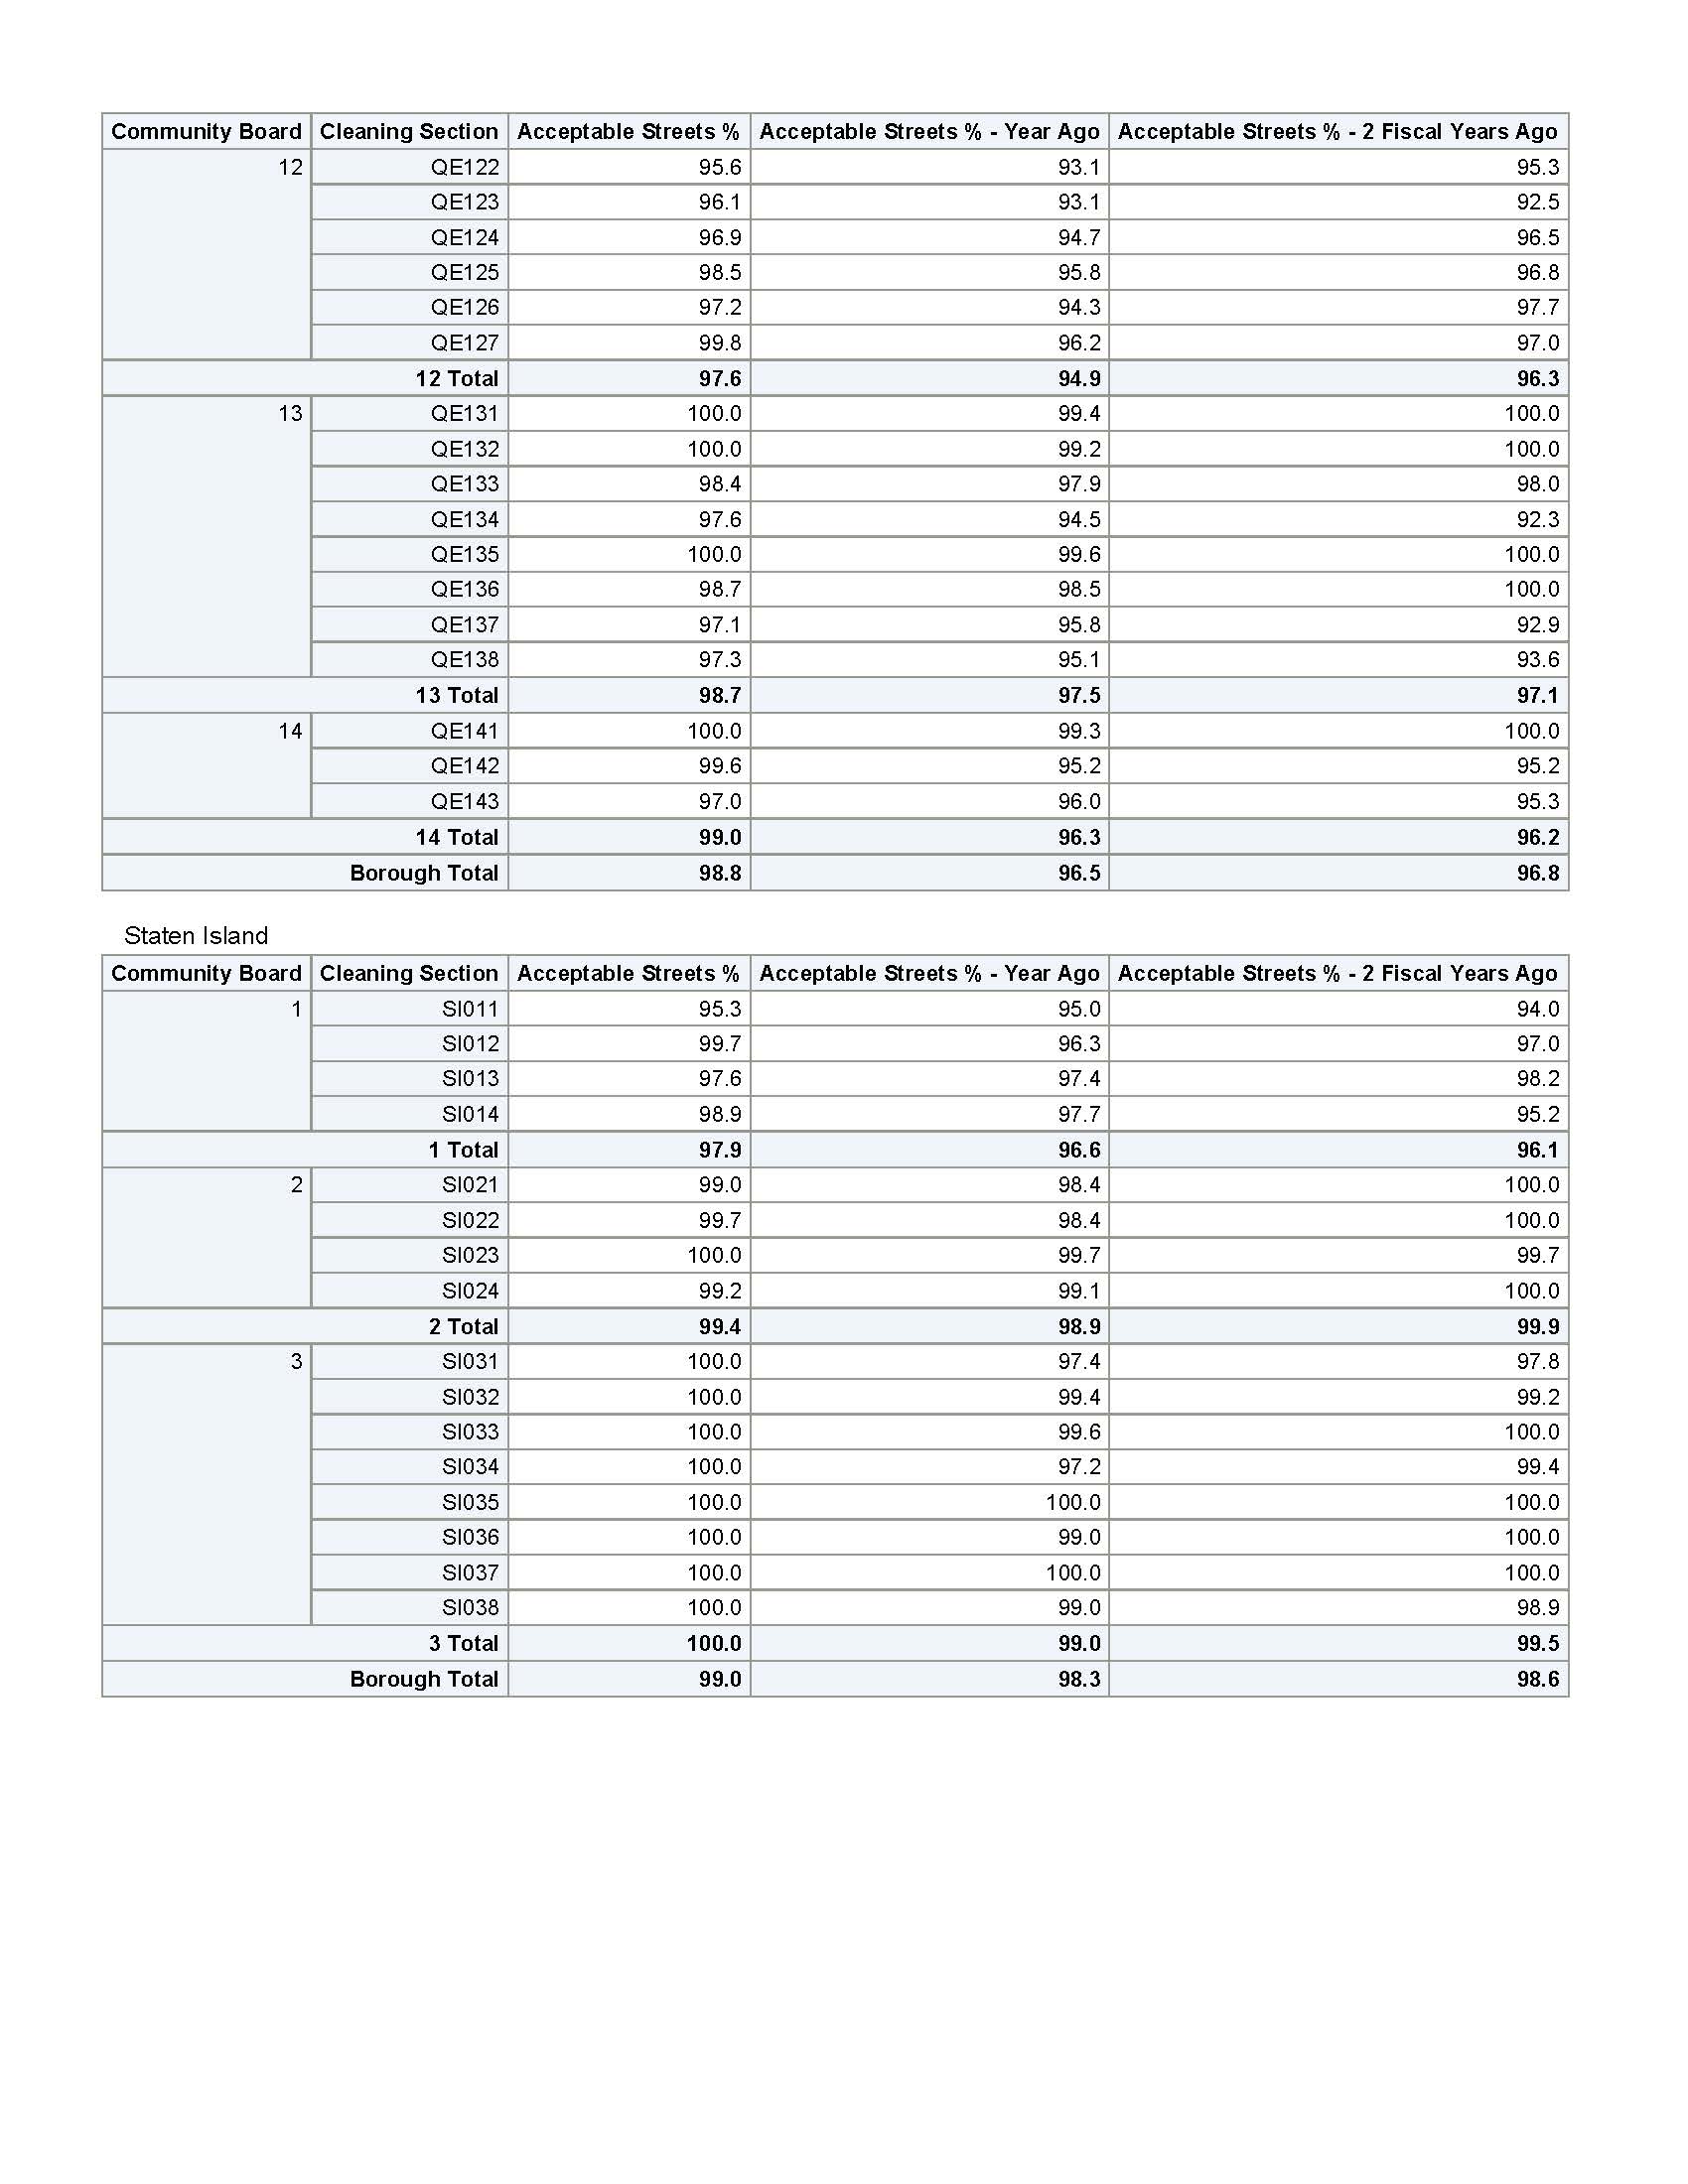 Community Board Cleaning Section Acceptable Streets % Acceptable Streets % - Year Ago Acceptable Streets % - 2 Fiscal Years Ago
12 QE122 95.6 93.1 95.3
QE123 96.1 93.1 92.5
QE124 96.9 94.7 96.5
QE125 98.5 95.8 96.8
QE126 97.2 94.3 97.7
QE127 99.8 96.2 97.0
12 Total 97.6 94.9 96.3
13 QE131 100.0 99.4 100.0
QE132 100.0 99.2 100.0
QE133 98.4 97.9 98.0
QE134 97.6 94.5 92.3
QE135 100.0 99.6 100.0
QE136 98.7 98.5 100.0
QE137 97.1 95.8 92.9
QE138 97.3 95.1 93.6
13 Total 98.7 97.5 97.1
14 QE141 100.0 99.3 100.0
QE142 99.6 95.2 95.2
QE143 97.0 96.0 95.3
14 Total 99.0 96.3 96.2
Borough Total 98.8 96.5 96.8
Staten Island
Community Board Cleaning Section Acceptable Streets % Acceptable Streets % - Year Ago Acceptable Streets % - 2 Fiscal Years Ago
1 SI011 95.3 95.0 94.0
SI012 99.7 96.3 97.0
SI013 97.6 97.4 98.2
SI014 98.9 97.7 95.2
1 Total 97.9 96.6 96.1
2 SI021 99.0 98.4 100.0
SI022 99.7 98.4 100.0
SI023 100.0 99.7 99.7
SI024 99.2 99.1 100.0
2 Total 99.4 98.9 99.9
3 SI031 100.0 97.4 97.8
SI032 100.0 99.4 99.2
SI033 100.0 99.6 100.0
SI034 100.0 97.2 99.4
SI035 100.0 100.0 100.0
SI036 100.0 99.0 100.0
SI037 100.0 100.0 100.0
SI038 100.0 99.0 98.9
3 Total 100.0 99.0 99.5
Borough Total 99.0 98.3 98.6